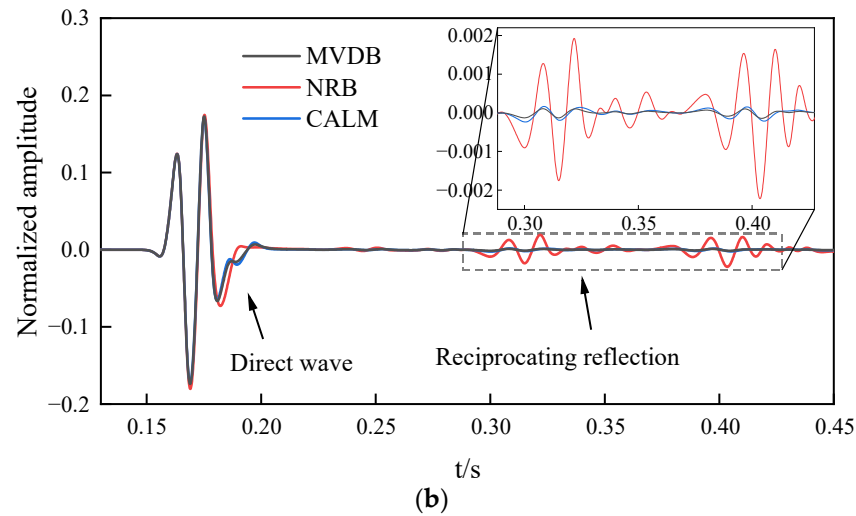 0.3
0.2
0.1
0.0
−0.1
−0.2
Normalized amplitude
MVDB
NRB
CALM
0.002
0.001
0.000
−0.001
−0.002
0.30 0.35 0.40
Direct wave
Reciprocating reflection
0.15 0.20 0.25 0.30 0.35 0.40 0.45
t/s
(b)